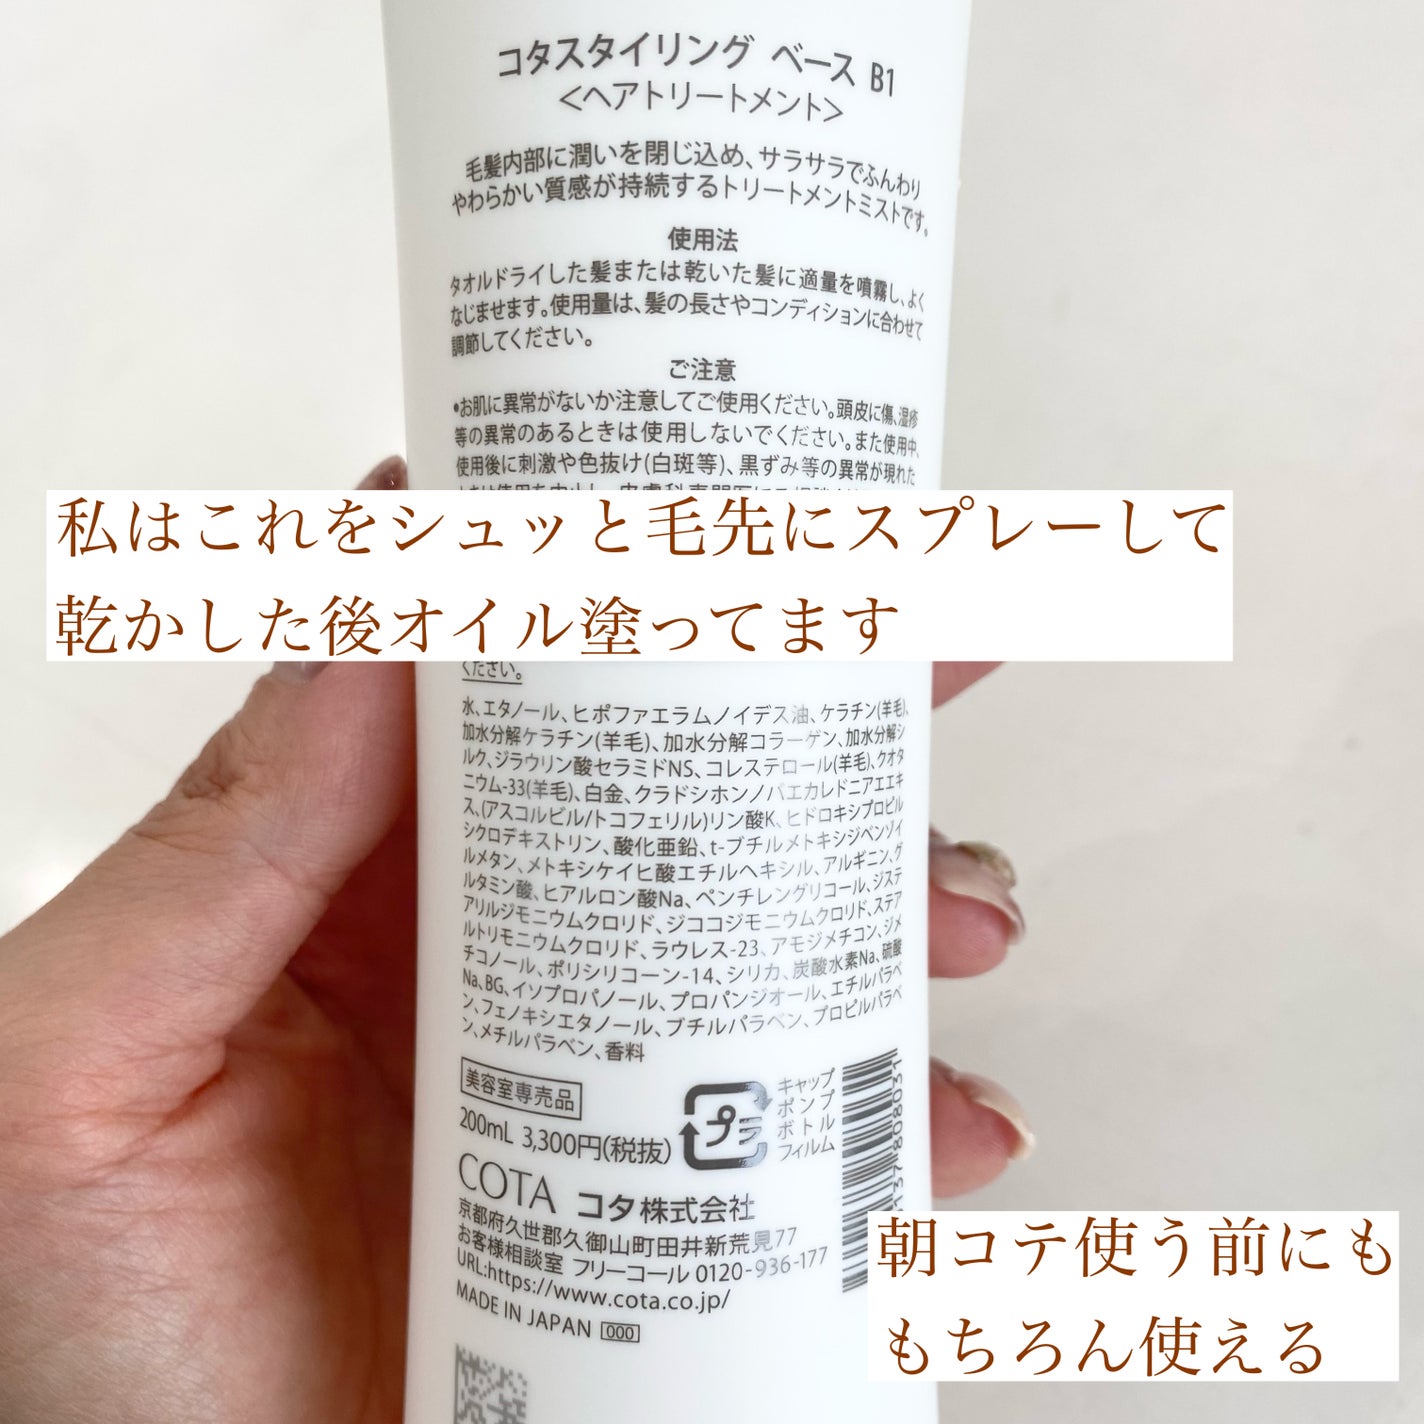 コタスタイリング ベース B1
<ヘアトリートメント>
毛髪内部に潤いを閉じ込め、サラサラでふんわり
やわらかい質感が持続するトリートメントミストです。
使用法
タオルドライした髪または乾いた髪に適量を噴霧し、よく
なじませます。使用量は、髪の長さやコンディションに合わせて
調節してください。
ご注意
•お肌に異常がないか注意してご使用ください。頭皮に傷、湿疹
等の異常のあるときは使用しないでください。また使用中、
使用後に刺激や色抜け(白斑等)、黒ずみ等の異常が現れた
私はこれをシュッと毛先にスプレーして
乾かした後オイル塗ってます
ください。
水、エタノール、ヒポファエラムノイデス油、ケラチン(羊毛)、
加水分解ケラチン(羊毛)、加水分解コラーゲン、加水分解シ
ルク、ジラウリン酸セラミドNS、コレステロール(羊毛)、クオタ
ニウム-33(羊毛)、白金、クラドシホンノバエカレドニアエエキ
ス、(アスコルビル/トコフェリル)リン酸K、ヒドロキシプロピル
シクロデキストリン、酸化亜鉛、t-ブチルメトキシジベンゾイ
ルメタン、メトキシケイヒ酸エチルヘキシル、アルギニン、グ
ルタミン酸、ヒアルロン酸Na、ペンチレングリコール、ジステ
アリルジモニウムクロリド、ジココジモニウムクロリド、ステア
ルトリモニウムクロリド、ラウレス-23、アモジメチコン、ジメ
チコノール、ポリシリコーン-14、シリカ、炭酸水素Na、硫酸
Na、BG、イソプロパノール、プロパンジオール、エチルパラベ
ン、フェノキシエタノール、ブチルパラベン、プロピルパラベ
ン、メチルパラベン、香料
美容室専売品
200mL 3,300円(税抜)
プラ
キャップ
ポンプ
ボトル
フィルム
COTA コタ株式会社
京都府久世郡久御山町田井新荒見77
お客様相談室 フリーコール 0120-936-177
URL:https://www.cota.co.jp/
MADE IN JAPAN 000
朝コテ使う前にも
もちろん使える